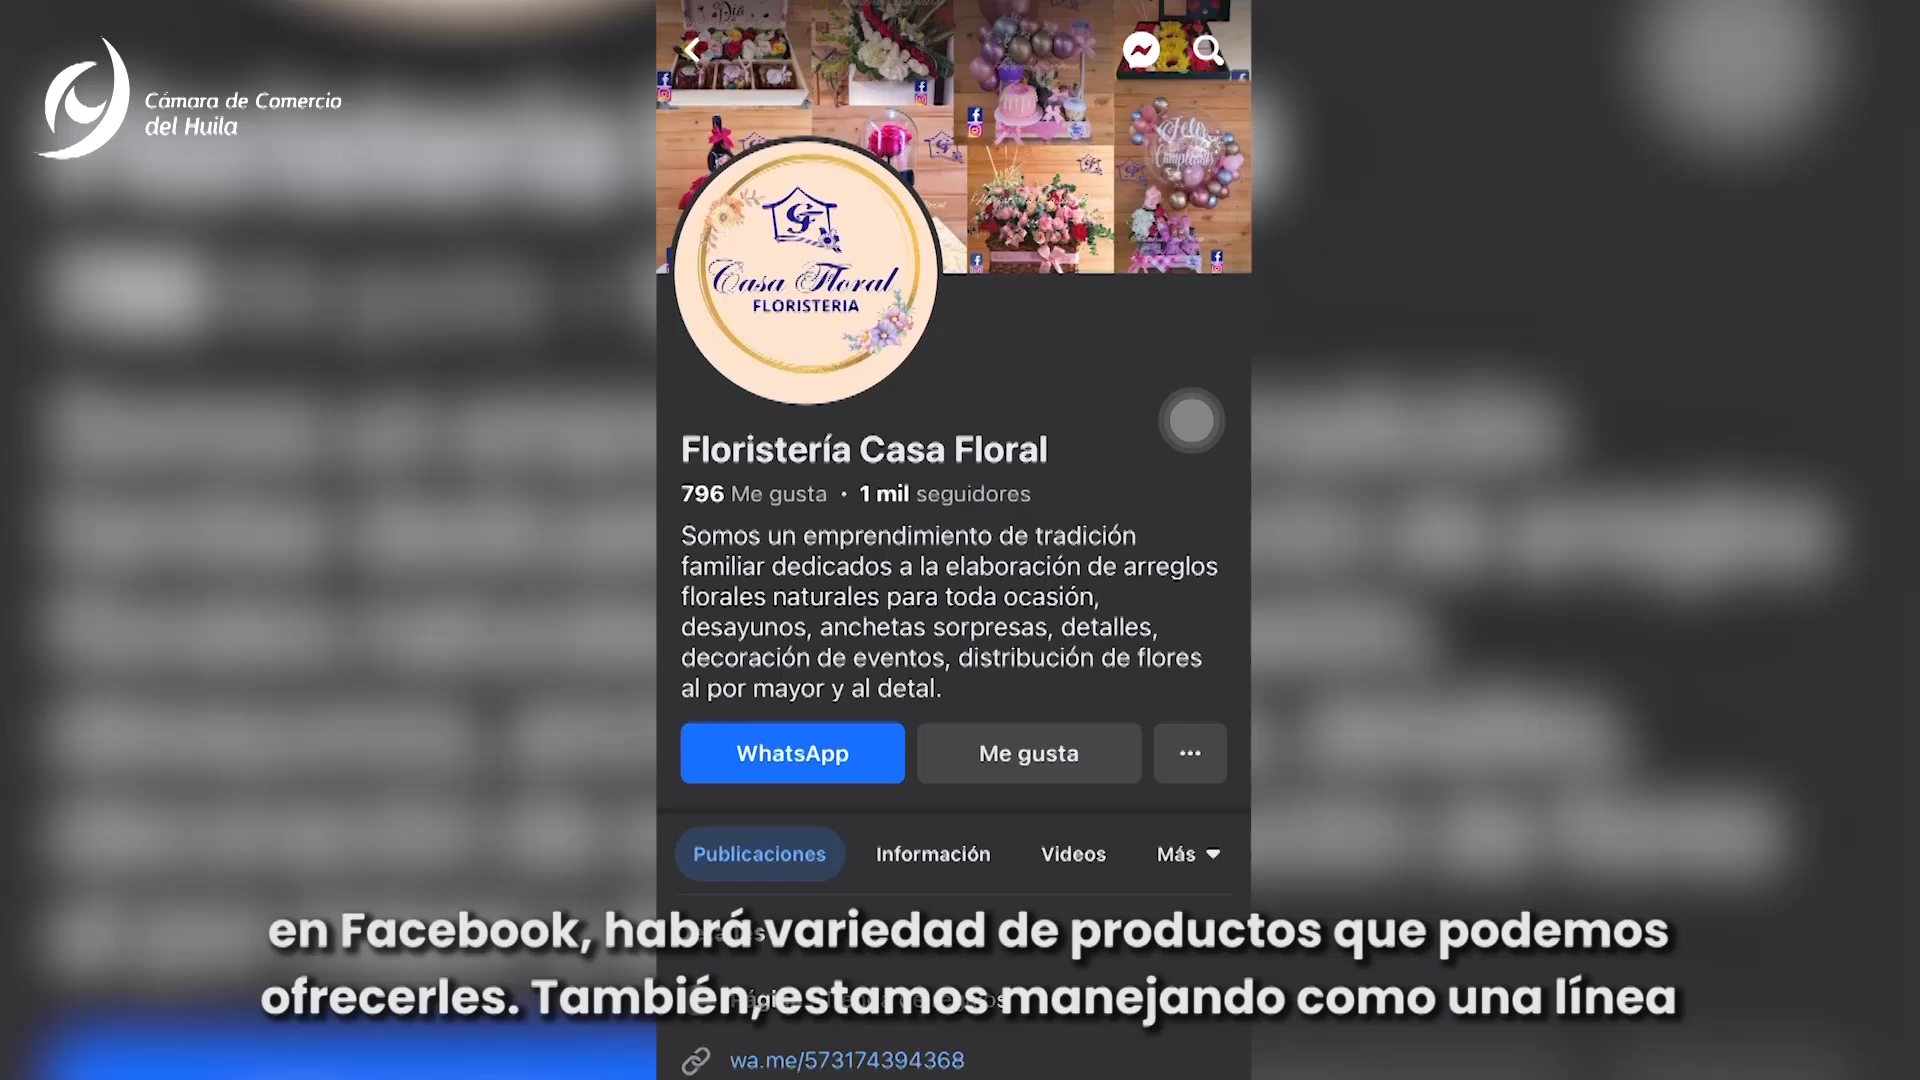 Cámara de Comercio
del Huila
Feliz
Cumpleaños
Casa Floral
FLORISTERIA
Floristería Casa Floral
796 Me gusta · 1 mil seguidores
Somos un emprendimiento de tradición
familiar dedicados a la elaboración de arreglos
florales naturales para toda ocasión,
desayunos, anchetas sorpresas, detalles,
decoración de eventos, distribución de flores
al por mayor y al detal.
WhatsApp
Me gusta
Publicaciones
Información
Videos
Más
en Facebook, habrá variedad de productos que podemos
ofrecerles. También, estamos manejando como una línea
wa.me/573174394368